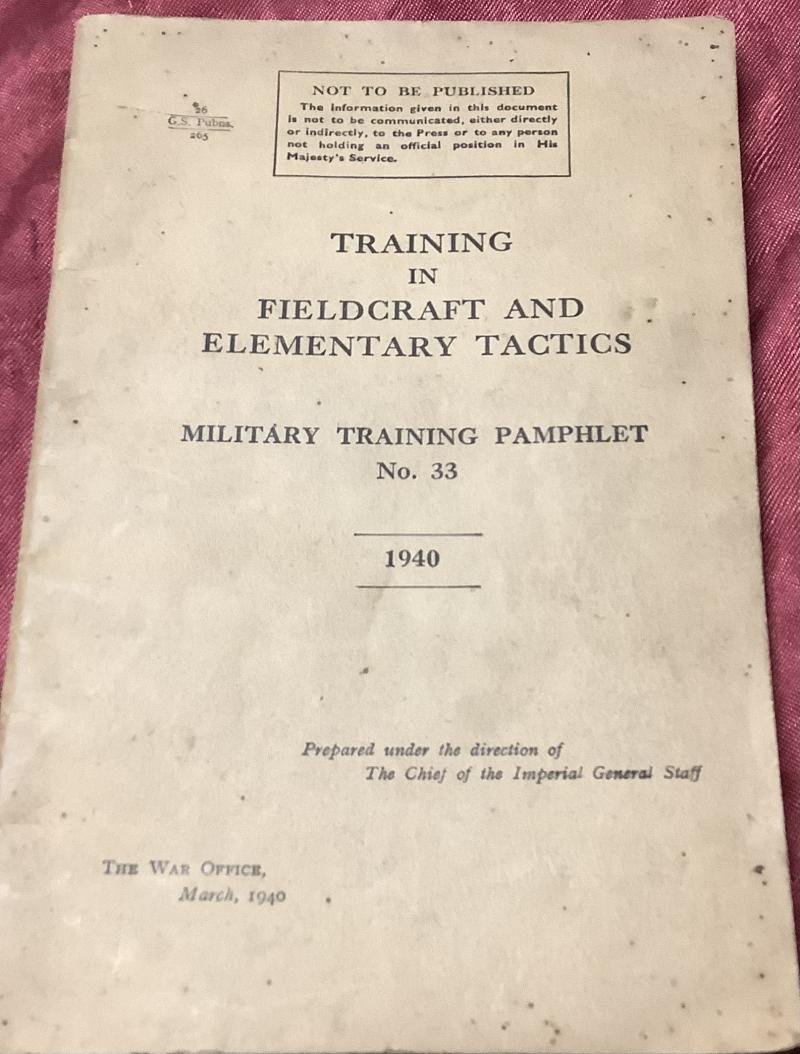 26
G.S. Pubns.
265
NOT TO BE PUBLISHED
The information given in this document
is not to be communicated, either directly
or indirectly, to the Press or to any person
not holding an official position in His
Majesty's Service.
TRAINING
IN
FIELDCRAFT AND
ELEMENTARY TACTICS
MILITARY TRAINING PAMPHLET
No. 33
1940
Prepared under the direction of
The Chief of the Imperial General Staff
THE WAR OFFICE,
March, 1940